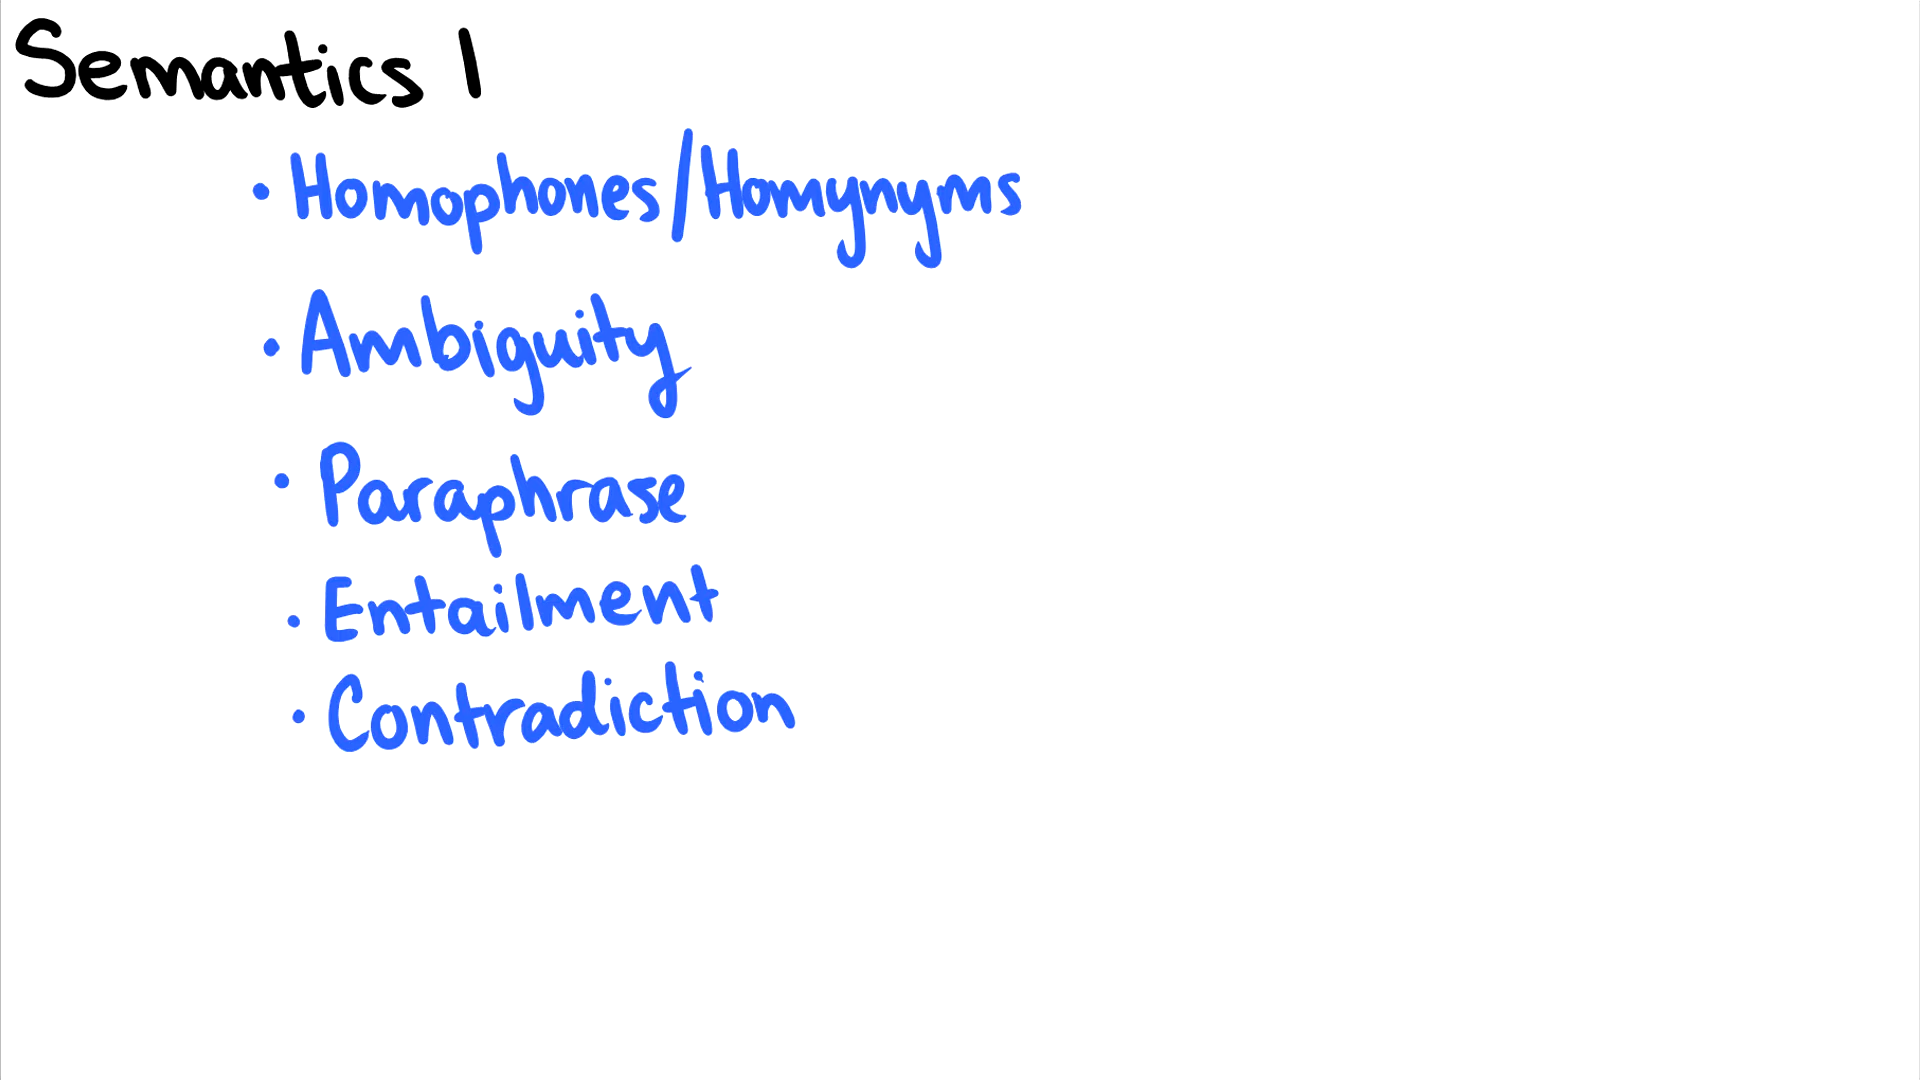 Semantics 1
• Homophones/Homynyms
• Ambiguity
• Paraphrase
• Entailment
• Contradiction